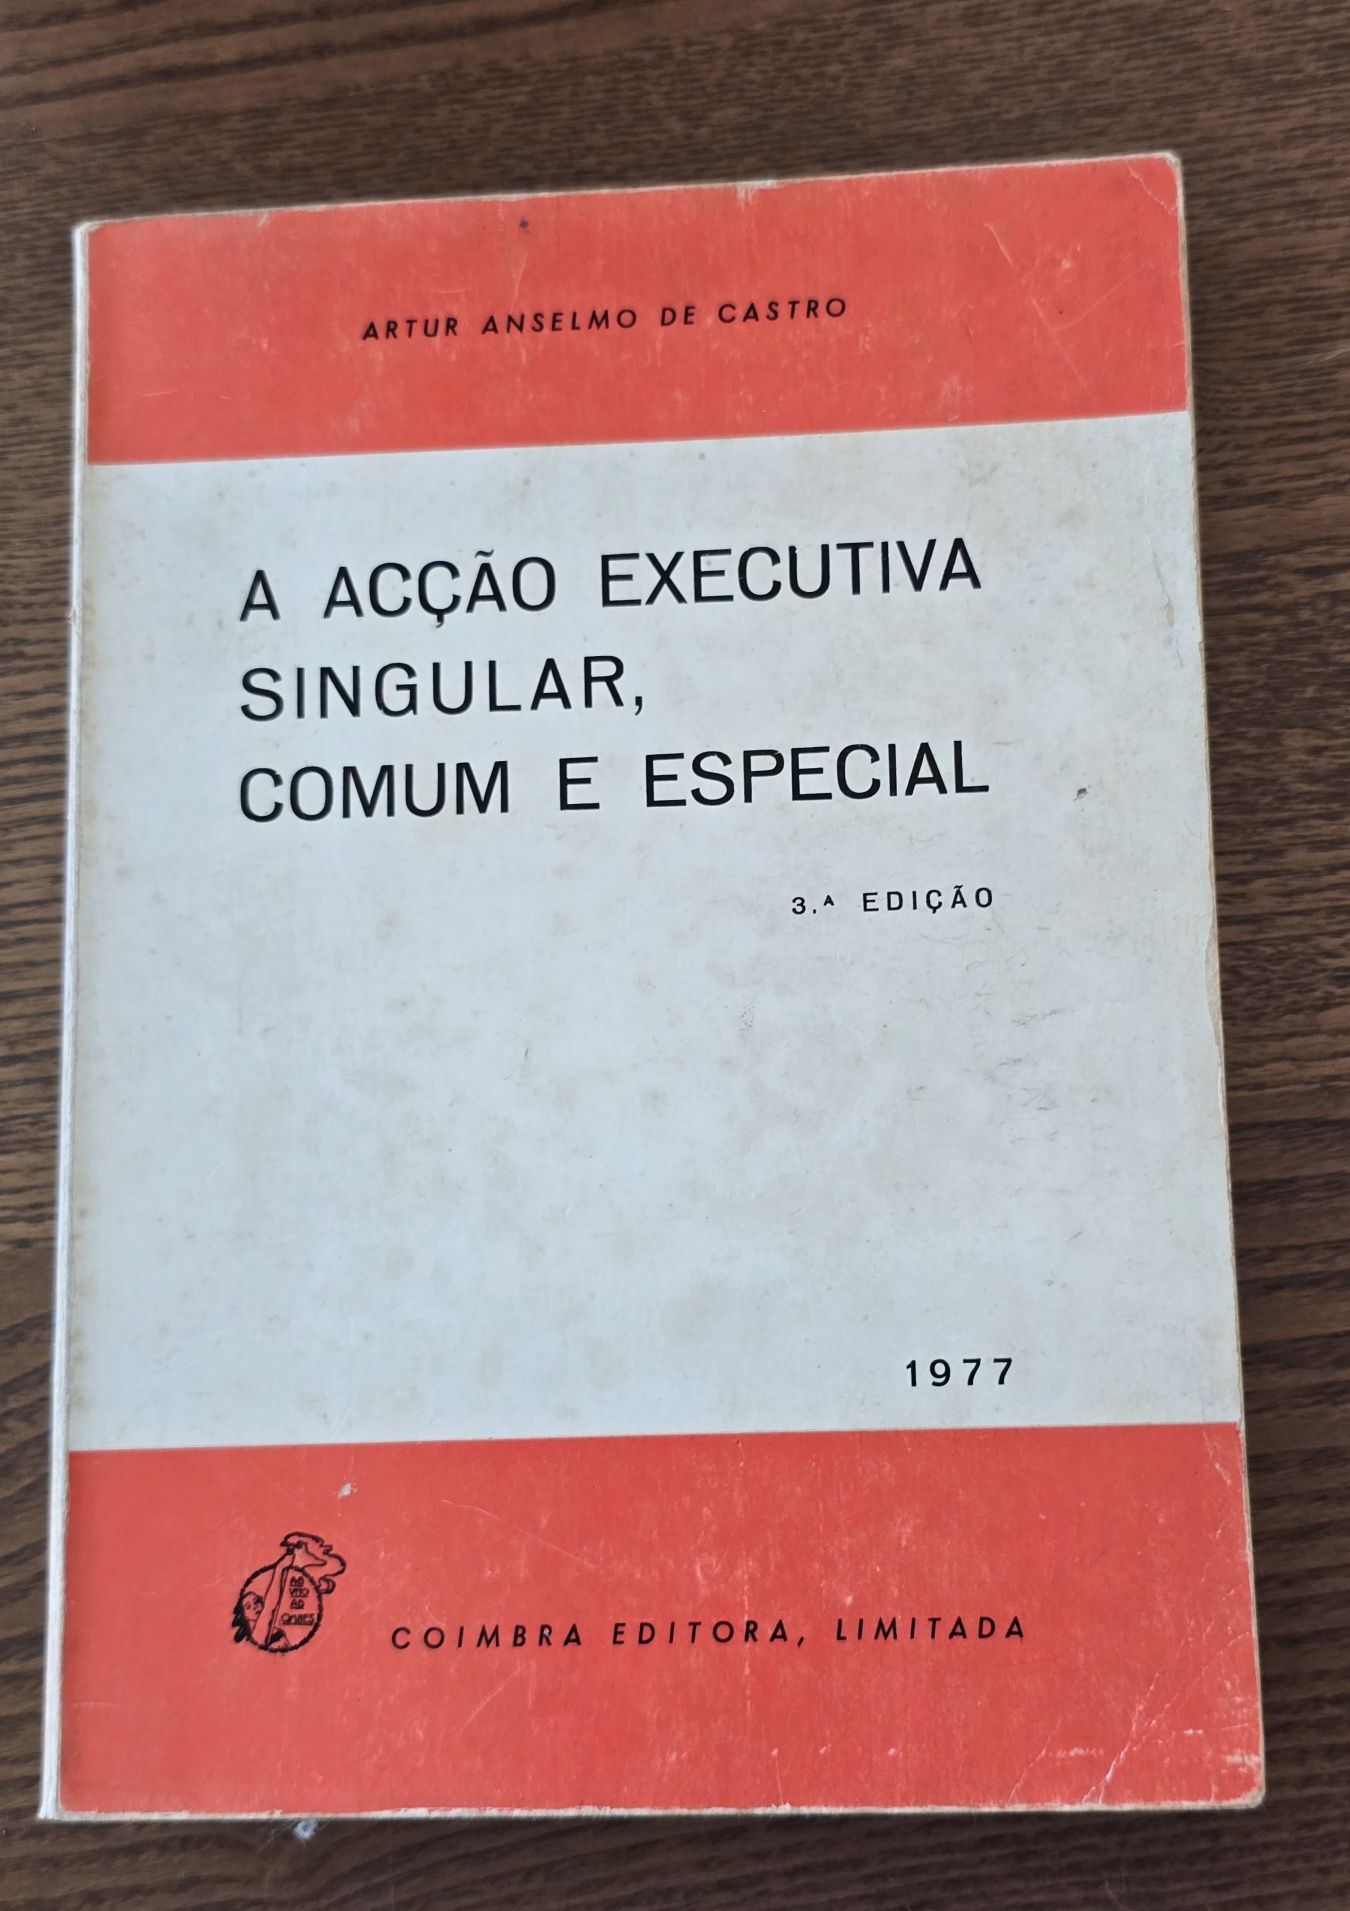 ARTUR ANSELMO DE CASTRO
A ACÇÃO EXECUTIVA
SINGULAR,
COMUM E ESPECIAL
3.ᴬ EDIÇÃO
1977
COIMBRA EDITORA, LIMITADA